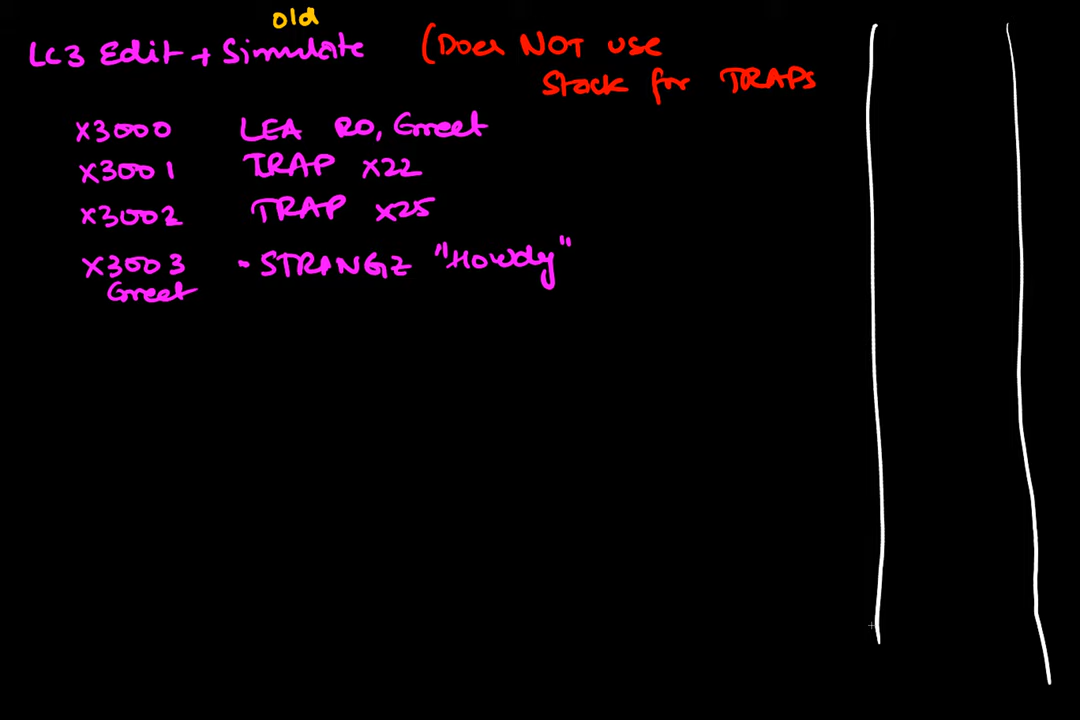 old
LC3 Edit + Simulate (Does NOT use
Stack for TRAPs
x3000 LEA R0, Greet
x3001 TRAP x22
x3002 TRAP x25
x3003 .STRANGZ "Howdy"
Greet